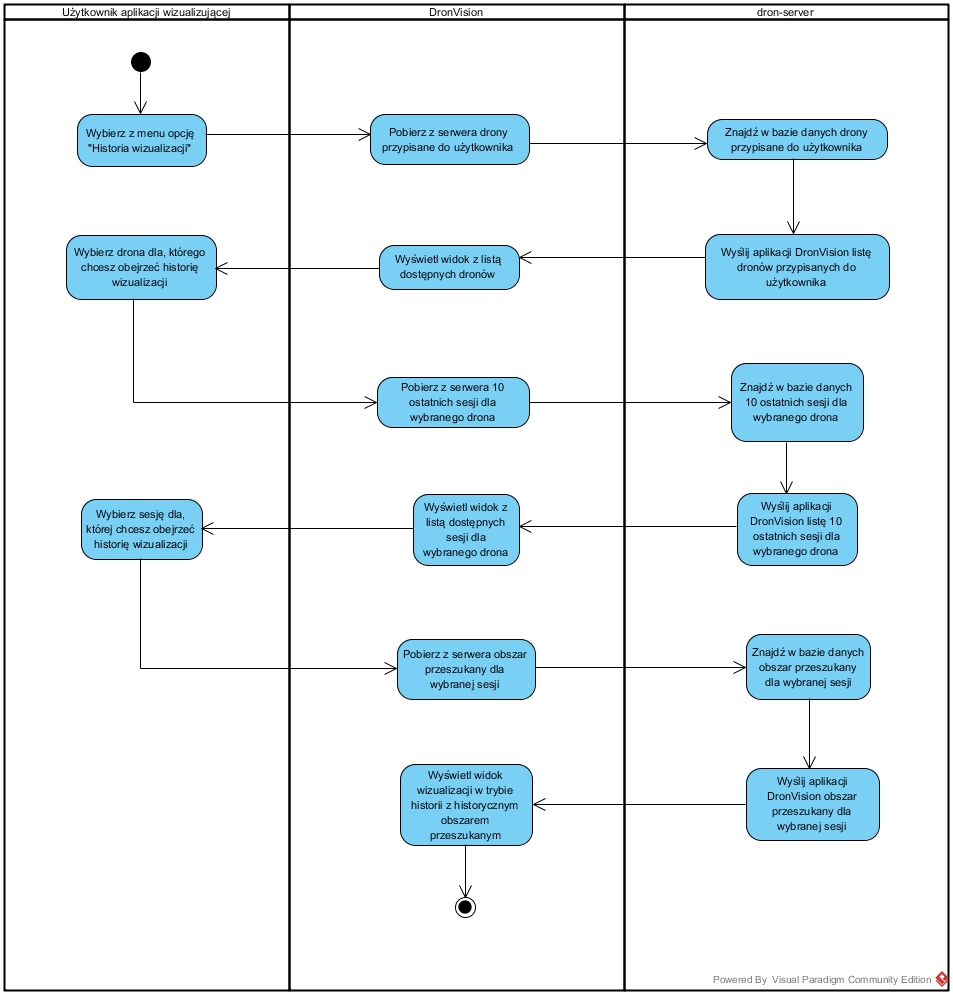 Użytkownik aplikacji wizualizującej
DronVision
dron-server
Wybierz z menu opcję
"Historia wizualizacji"
Pobierz z serwera drony
przypisane do użytkownika
Znajdź w bazie danych drony
przypisane do użytkownika
Wybierz drona dla, którego
chcesz obejrzeć historię
wizualizacji
Wyświetl widok z listą
dostępnych dronów
Wyślij aplikacji DronVision listę
dronów przypisanych do
użytkownika
Pobierz z serwera 10
ostatnich sesji dla
wybranego drona
Znajdź w bazie danych
10 ostatnich sesji dla
wybranego drona
Wybierz sesję dla,
której chcesz obejrzeć
historię wizualizacji
Wyświetl widok z
listą dostępnych
sesji dla
wybranego drona
Wyślij aplikacji
DronVision listę 10
ostatnich sesji dla
wybranego drona
Pobierz z serwera obszar
przeszukany dla
wybranej sesji
Znajdź w bazie danych
obszar przeszukany
dla wybranej sesji
Wyświetl widok
wizualizacji w trybie
historii z historycznym
obszarem
przeszukanym
Wyślij aplikacji
DronVision obszar
przeszukany dla
wybranej sesji
Powered By Visual Paradigm Community Edition